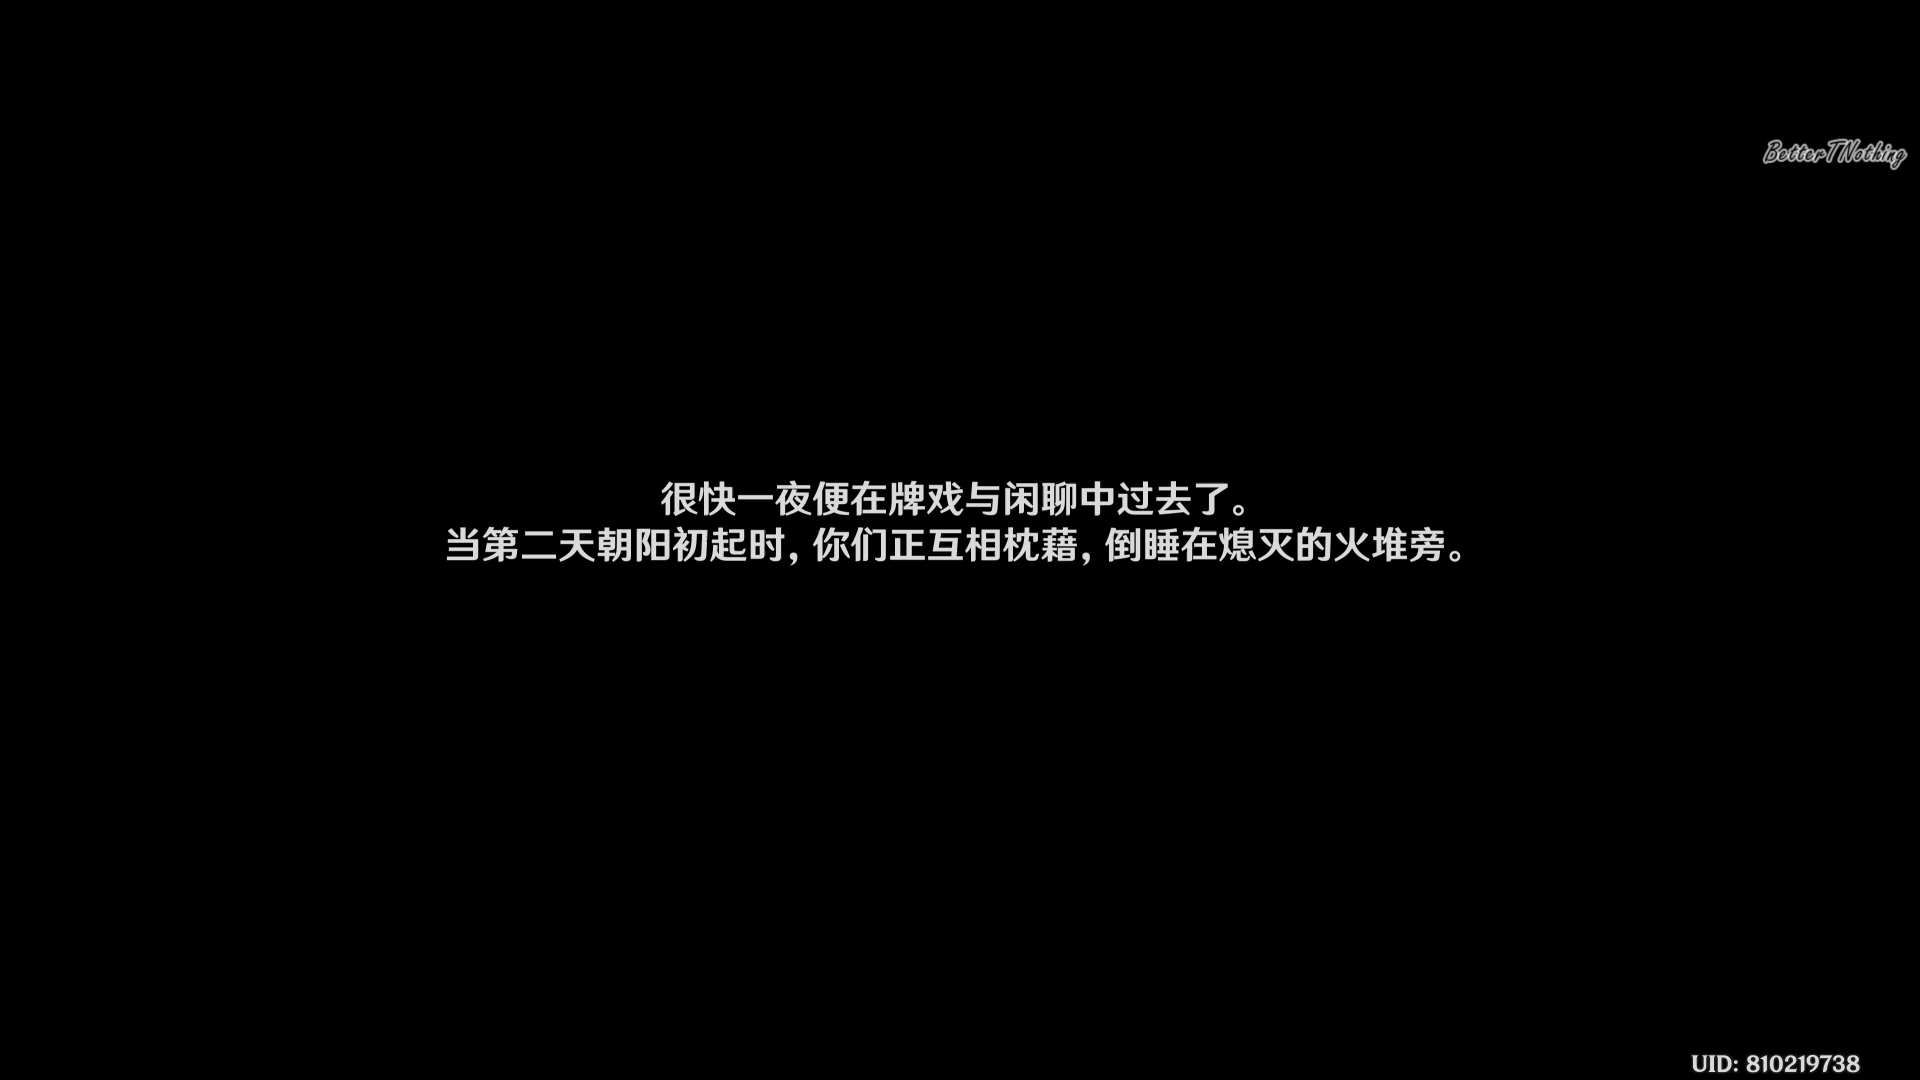 BetterTNothing
很快一夜便在牌戏与闲聊中过去了。
当第二天朝阳初起时，你们正互相枕藉，倒睡在熄灭的火堆旁。
UID: 810219738